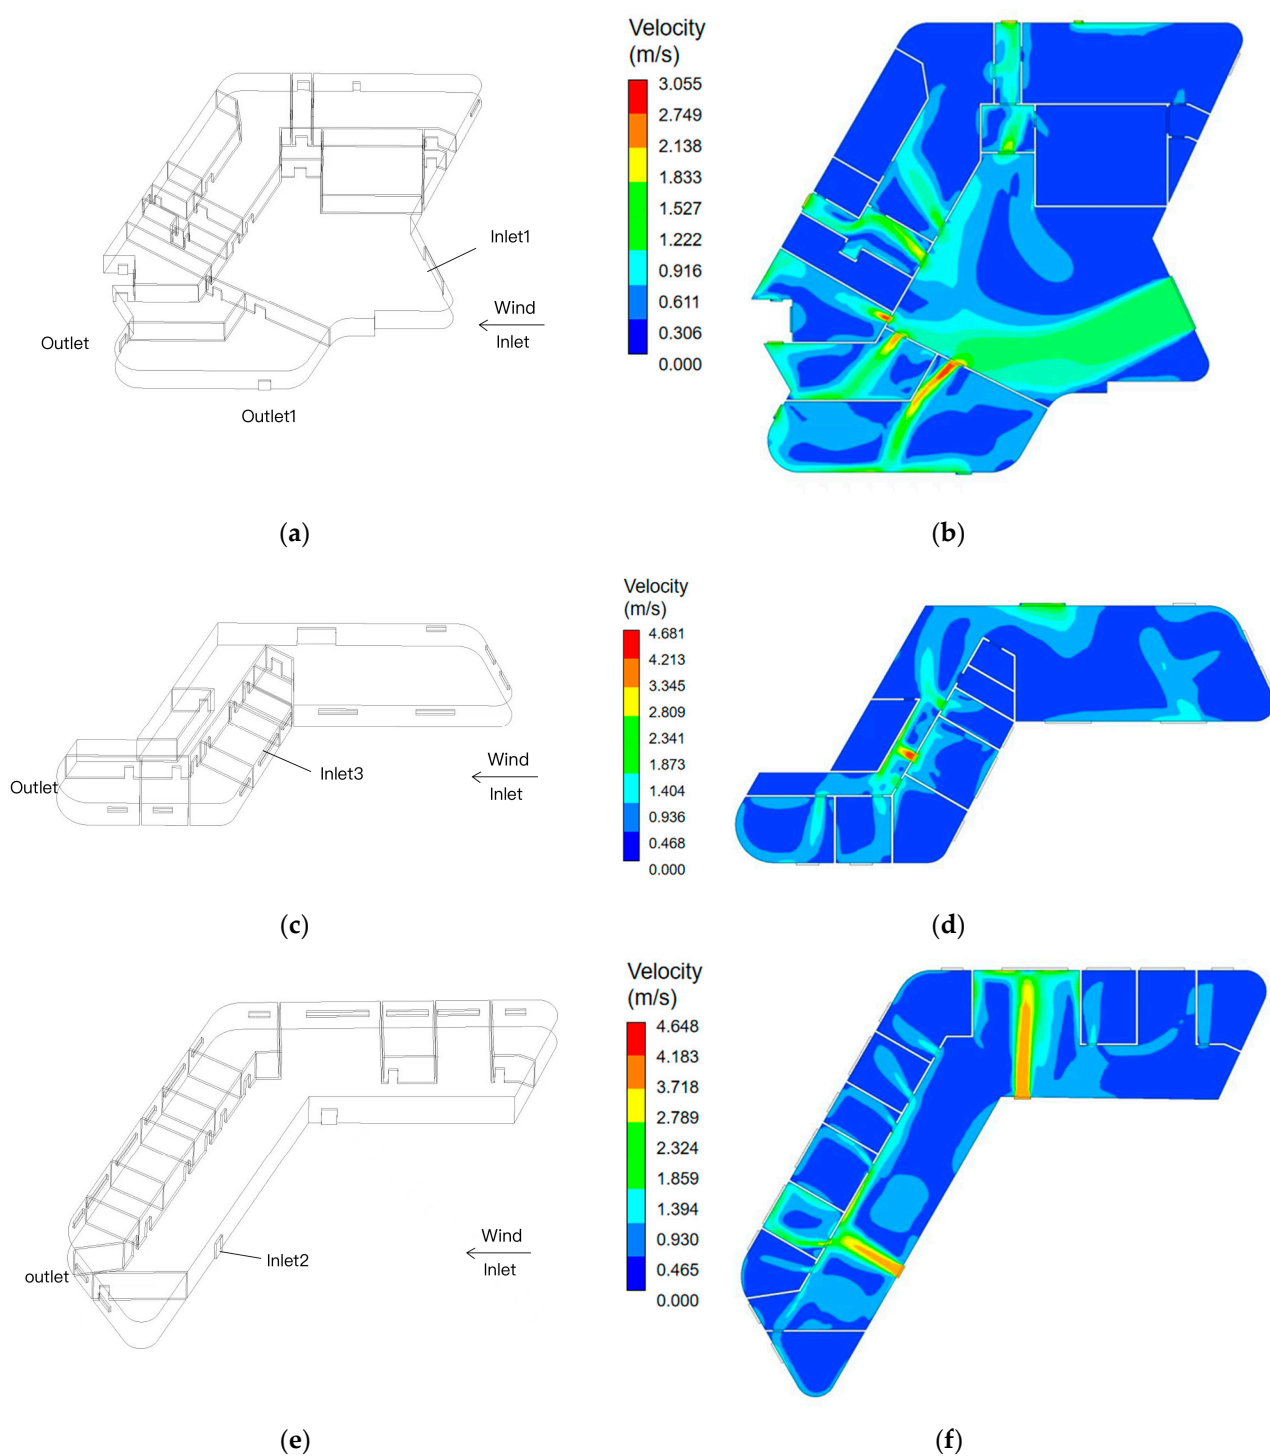 Inlet1
Wind
Inlet
Outlet
Outlet1
(a)
Velocity
(m/s)
3.055
2.749
2.138
1.833
1.527
1.222
0.916
0.611
0.306
0.000
(b)
Inlet3
Wind
Inlet
Outlet
(c)
Velocity
(m/s)
4.681
4.213
3.345
2.809
2.341
1.873
1.404
0.936
0.468
0.000
(d)
Wind
Inlet
Inlet2
outlet
(e)
Velocity
(m/s)
4.648
4.183
3.718
2.789
2.324
1.859
1.394
0.930
0.465
0.000
(f)